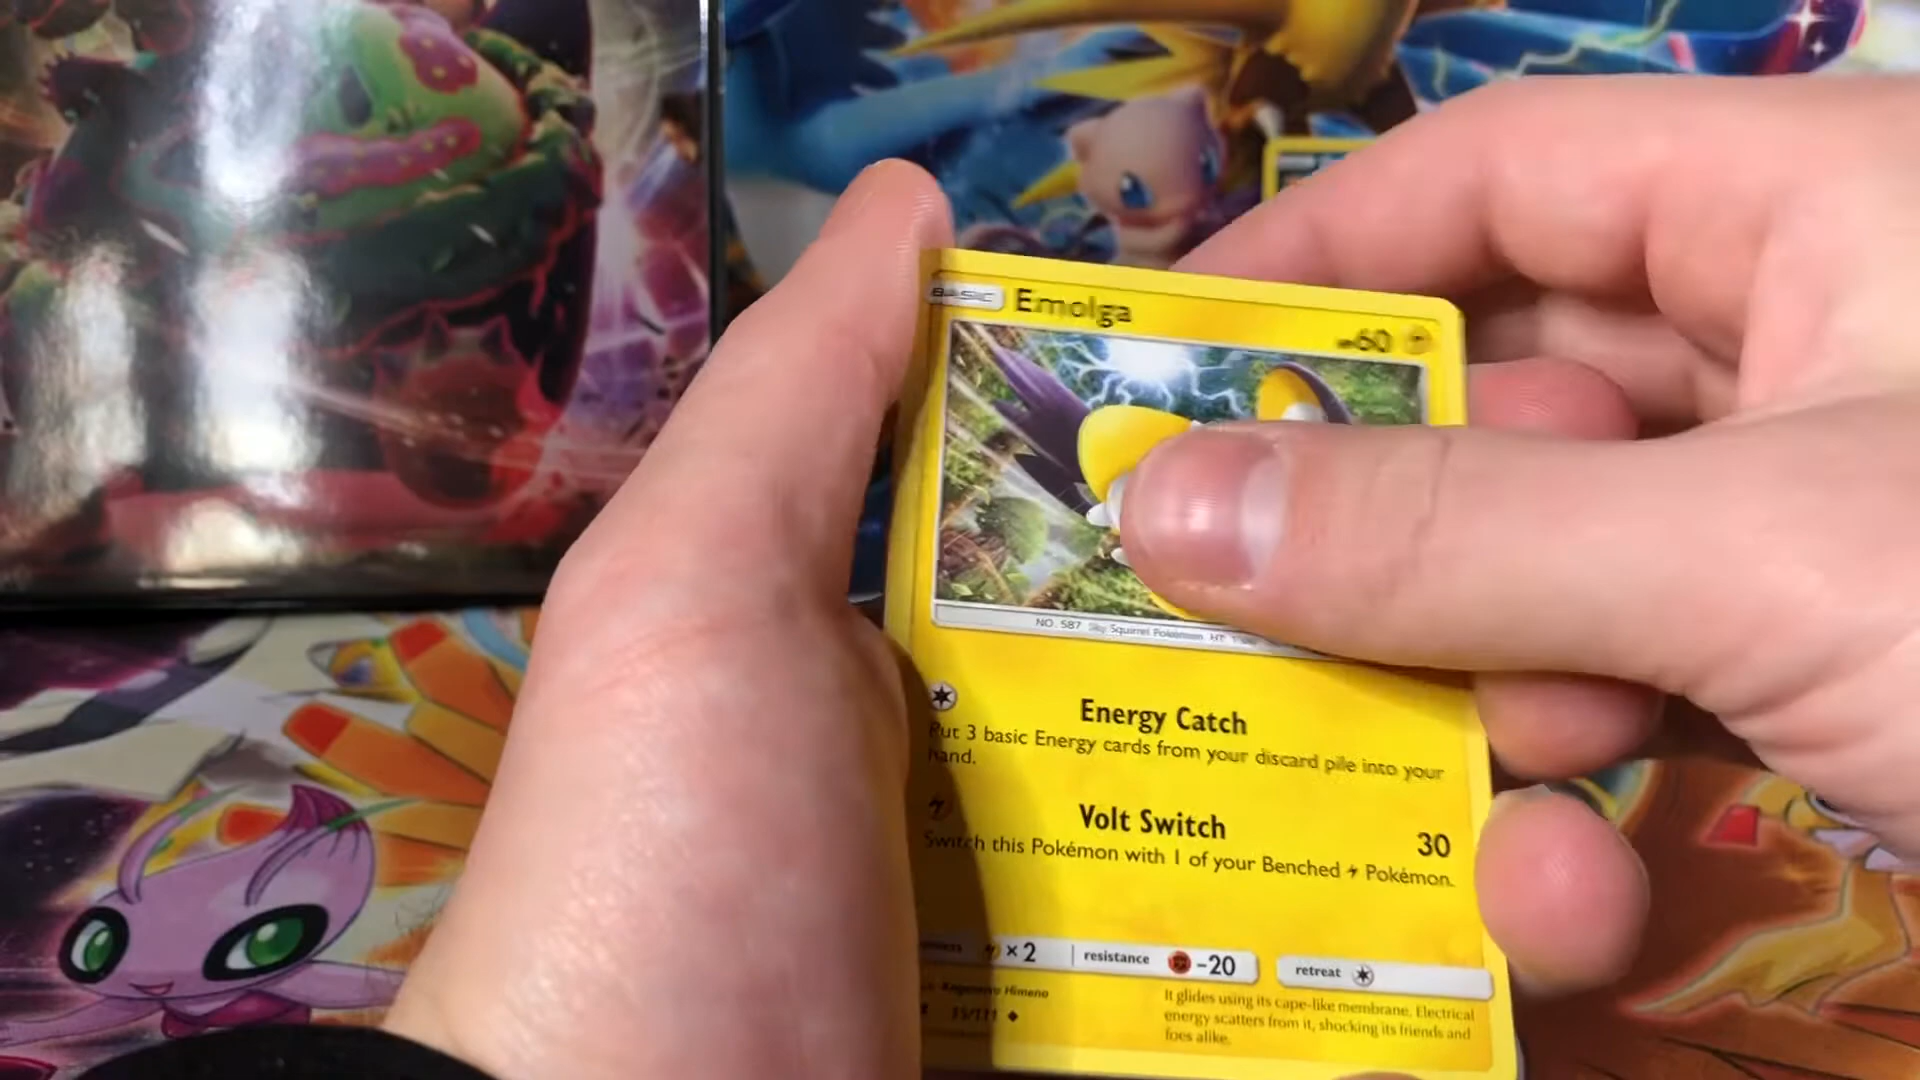 BASIC Emolga
60
NO. 587 Sky Squirrel Pokémon HT
Energy Catch
Put 3 basic Energy cards from your discard pile into your
hand.
Volt Switch 30
Switch this Pokémon with 1 of your Benched Pokémon.
×2 resistance -20 retreat
Kagemaru Himeno
It glides using its cape-like membrane. Electrical
energy scatters from it, shocking its friends and
foes alike.